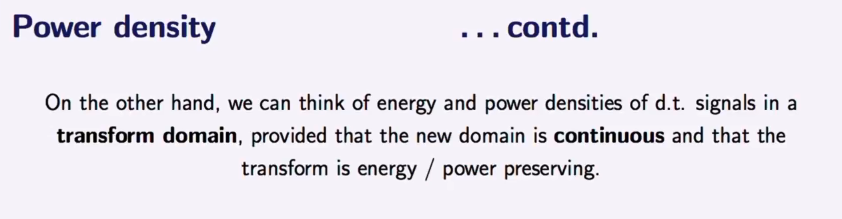 Power density ...contd.
On the other hand, we can think of energy and power densities of d.t. signals in a
transform domain, provided that the new domain is continuous and that the
transform is energy / power preserving.